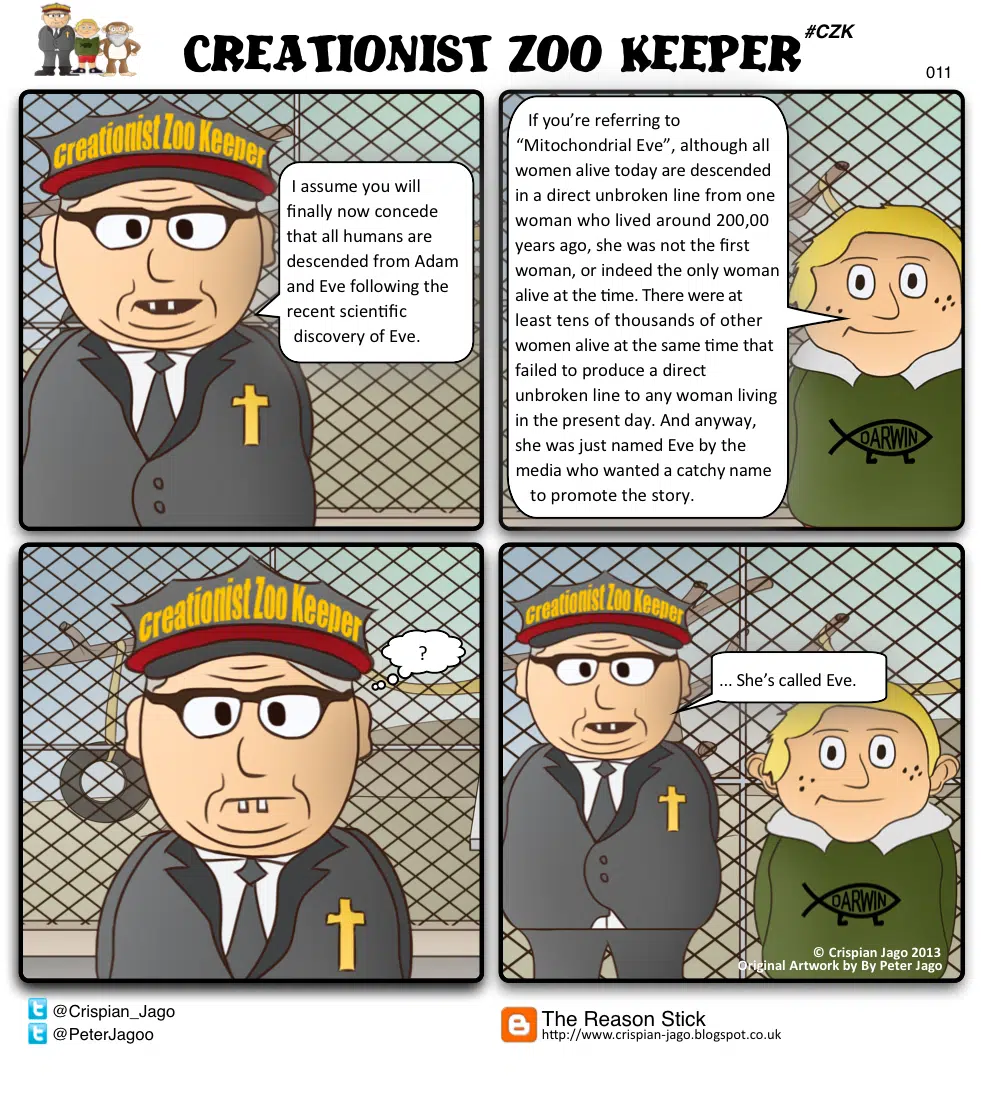 CREATIONIST ZOO KEEPER
#CZK
011
Creationist Zoo Keeper
I assume you will
finally now concede
that all humans are
descended from Adam
and Eve following the
recent scientific
discovery of Eve.
If you're referring to
“Mitochondrial Eve”, although all
women alive today are descended
in a direct unbroken line from one
woman who lived around 200,00
years ago, she was not the first
woman, or indeed the only woman
alive at the time. There were at
least tens of thousands of other
women alive at the same time that
failed to produce a direct
unbroken line to any woman living
in the present day. And anyway,
she was just named Eve by the
media who wanted a catchy name
to promote the story.
DARWIN
Creationist Zoo Keeper
?
Creationist Zoo Keeper
... She's called Eve.
DARWIN
© Crispian Jago 2013
Original Artwork by By Peter Jago
@Crispian_Jago
@PeterJagoo
The Reason Stick
http://www.crispian-jago.blogspot.co.uk